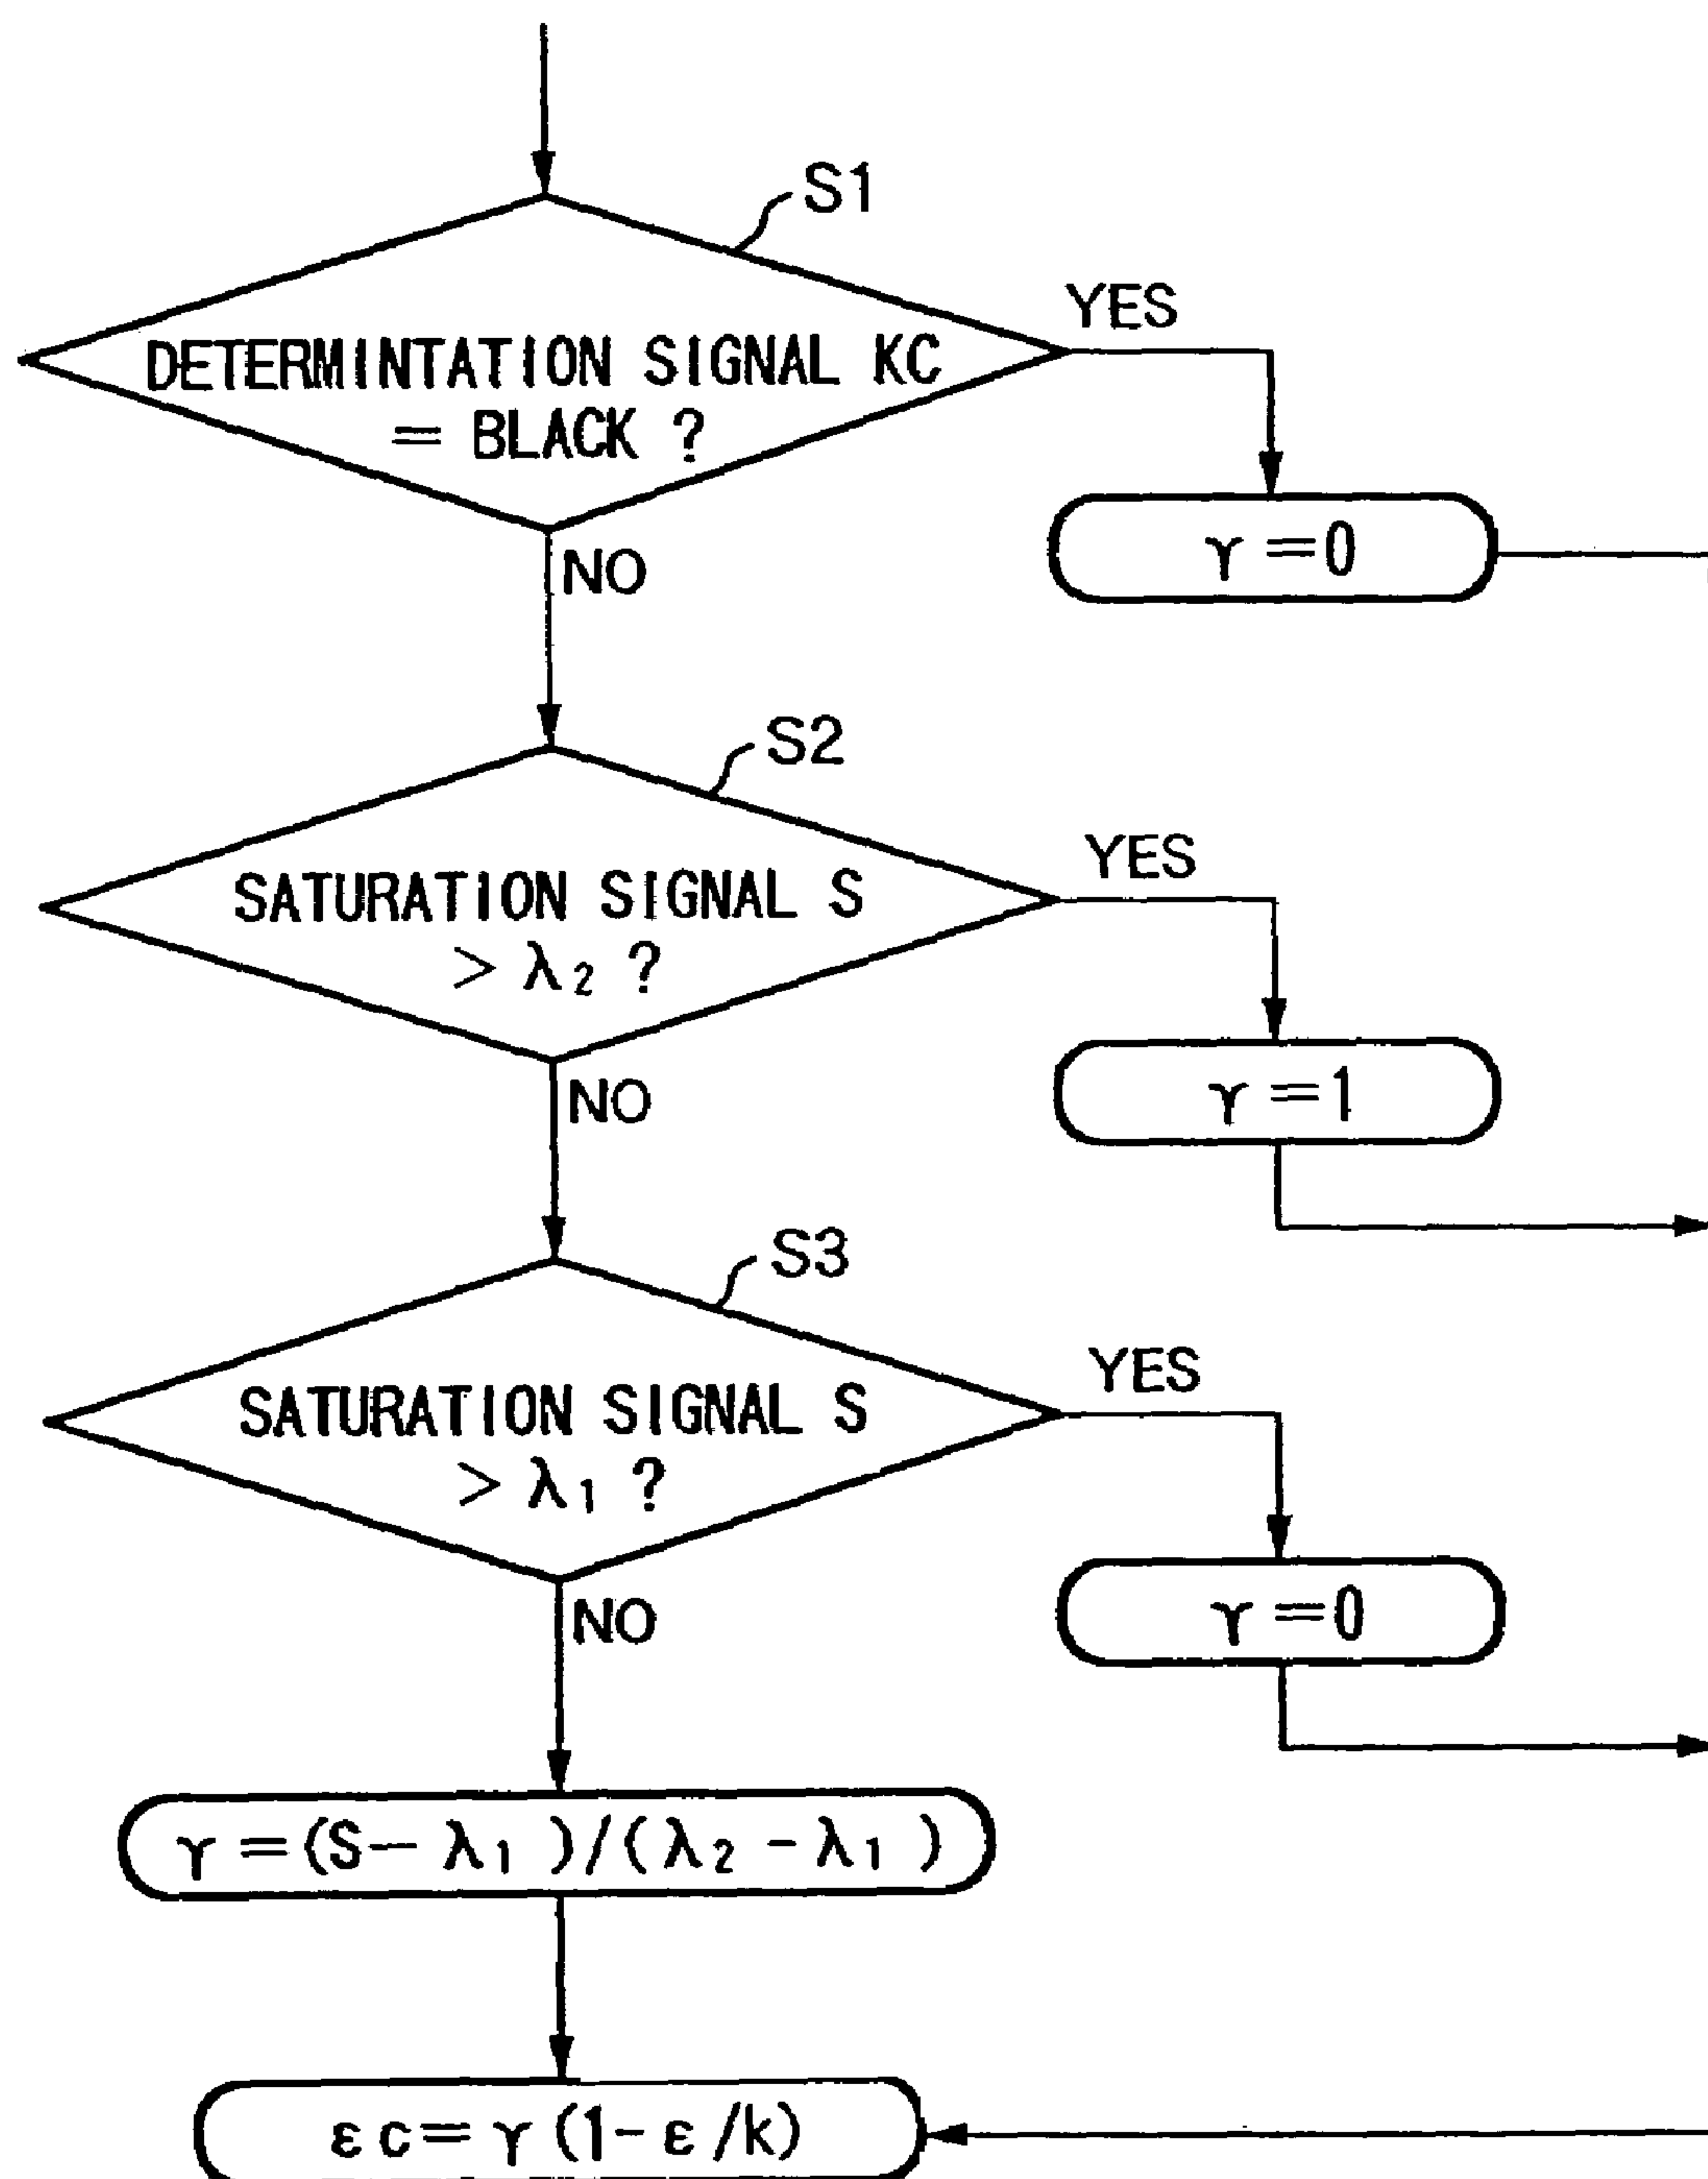 S1
YES
DETERMINTATION SIGNAL KC
= BLACK ?
γ=0
NO
S2
YES
SATURATION SIGNAL S
> λ2 ?
γ=1
NO
S3
YES
SATURATION SIGNAL S
> λ1 ?
γ=0
NO
γ=(S-λ1)/(λ2-λ1)
εc=γ(1-ε/k)